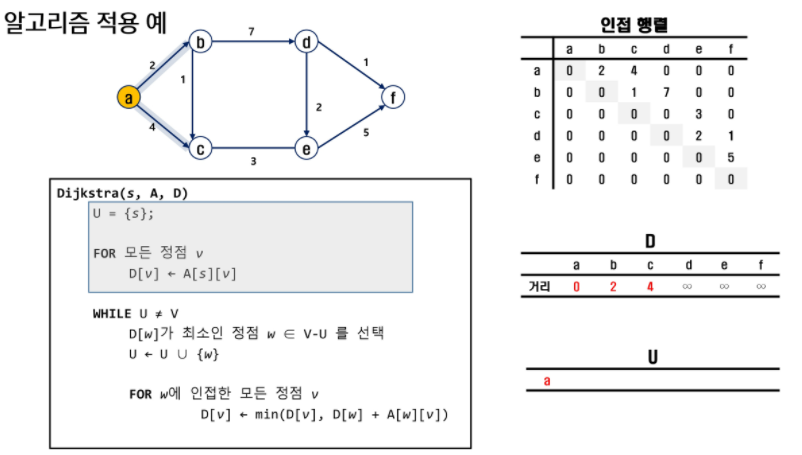 알고리즘 적용 예
인접 행렬
a b c d e f
a 0 2 4 0 0 0
b 0 0 1 7 0 0
c 0 0 0 0 3 0
d 0 0 0 0 2 1
e 0 0 0 0 0 5
f 0 0 0 0 0 0
b 7 d
2 1 1
a f
4 2 5
c 3 e
Dijkstra(s, A, D)
U = {s};
FOR 모든 정점 v
D[v] ← A[s][v]
WHILE U ≠ V
D[w]가 최소인 정점 w ∈ V-U 를 선택
U ← U ∪ {w}
FOR w에 인접한 모든 정점 v
D[v] ← min(D[v], D[w] + A[w][v])
D
a b c d e f
거리 0 2 4 ∞ ∞ ∞
U
a